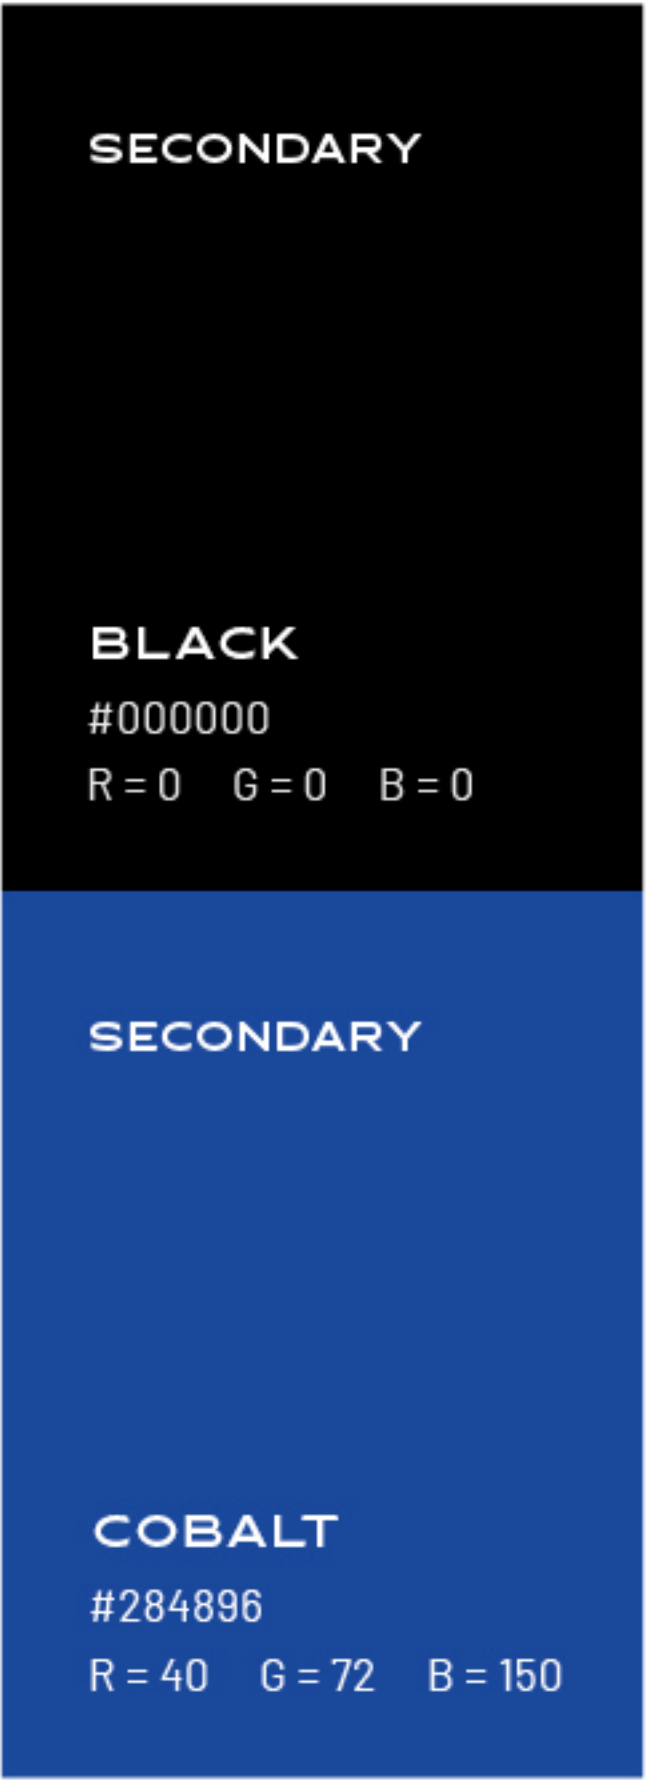 SECONDARY
BLACK
#000000
R = 0 G = 0 B = 0
SECONDARY
COBALT
#284896
R = 40 G = 72 B = 150